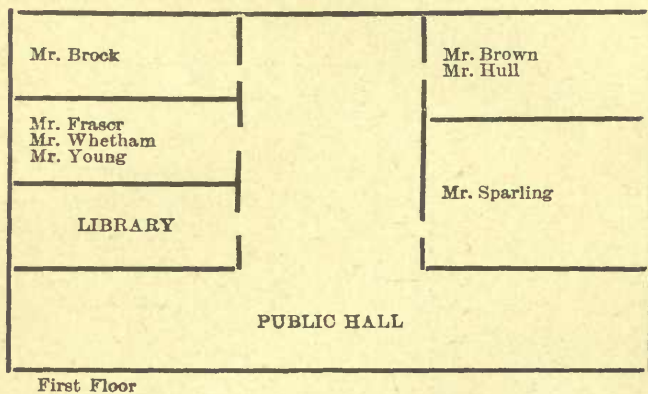 Mr. Brock
Mr. Fraser
Mr. Whetham
Mr. Young
LIBRARY
Mr. Brown
Mr. Hull
Mr. Sparling
PUBLIC HALL
First Floor